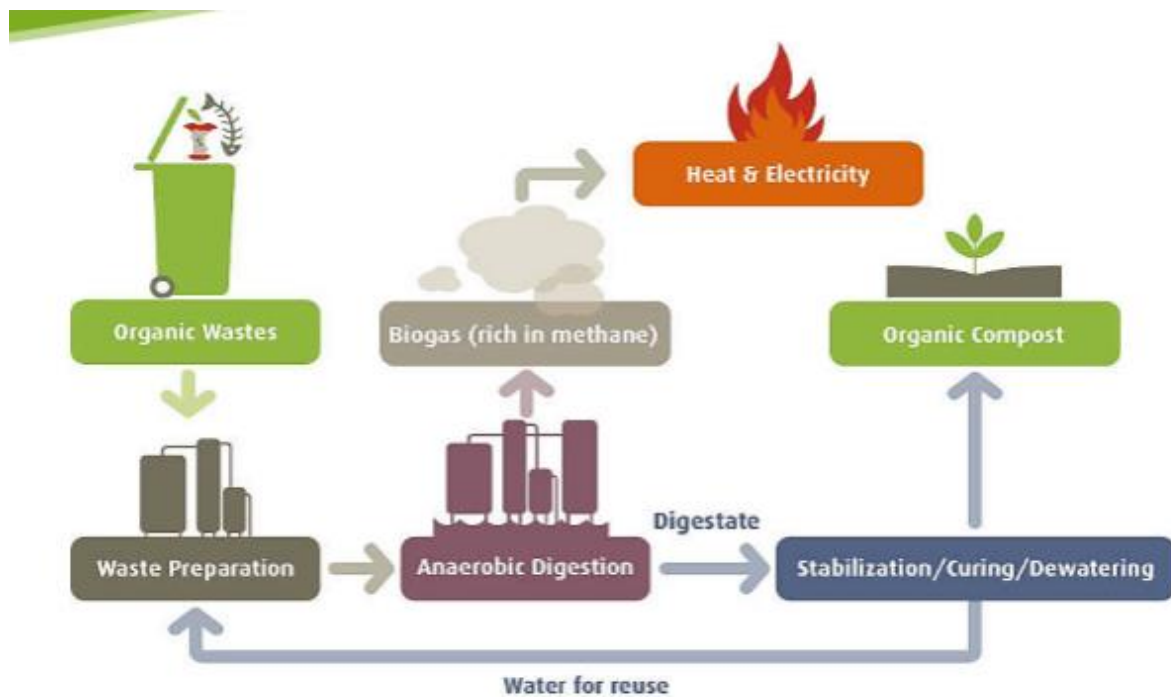 Heat & Electricity
Organic Wastes
Biogas (rich in methane)
Organic Compost
Digestate
Waste Preparation
Anaerobic Digestion
Stabilization/Curing/Dewatering
Water for reuse